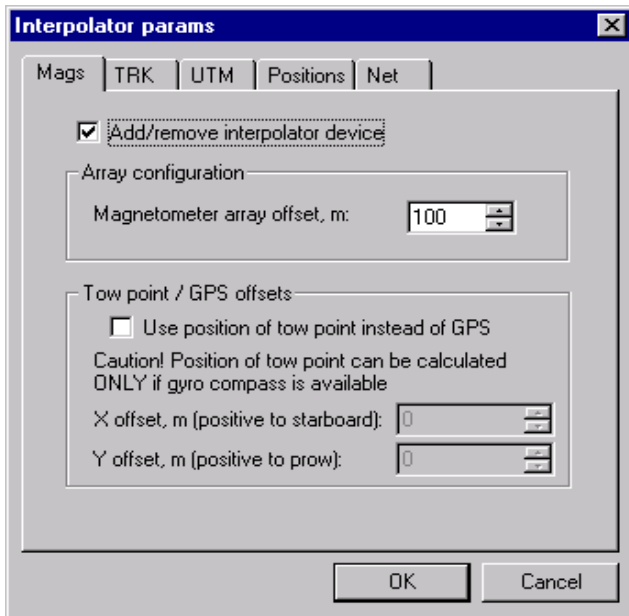 Interpolator params
Mags TRK UTM Positions Net
Add/remove interpolator device
Array configuration
Magnetometer array offset, m: 100
Tow point / GPS offsets
Use position of tow point instead of GPS
Caution! Position of tow point can be calculated
ONLY if gyro compass is available
X offset, m (positive to starboard): 0
Y offset, m (positive to prow): 0
OK Cancel